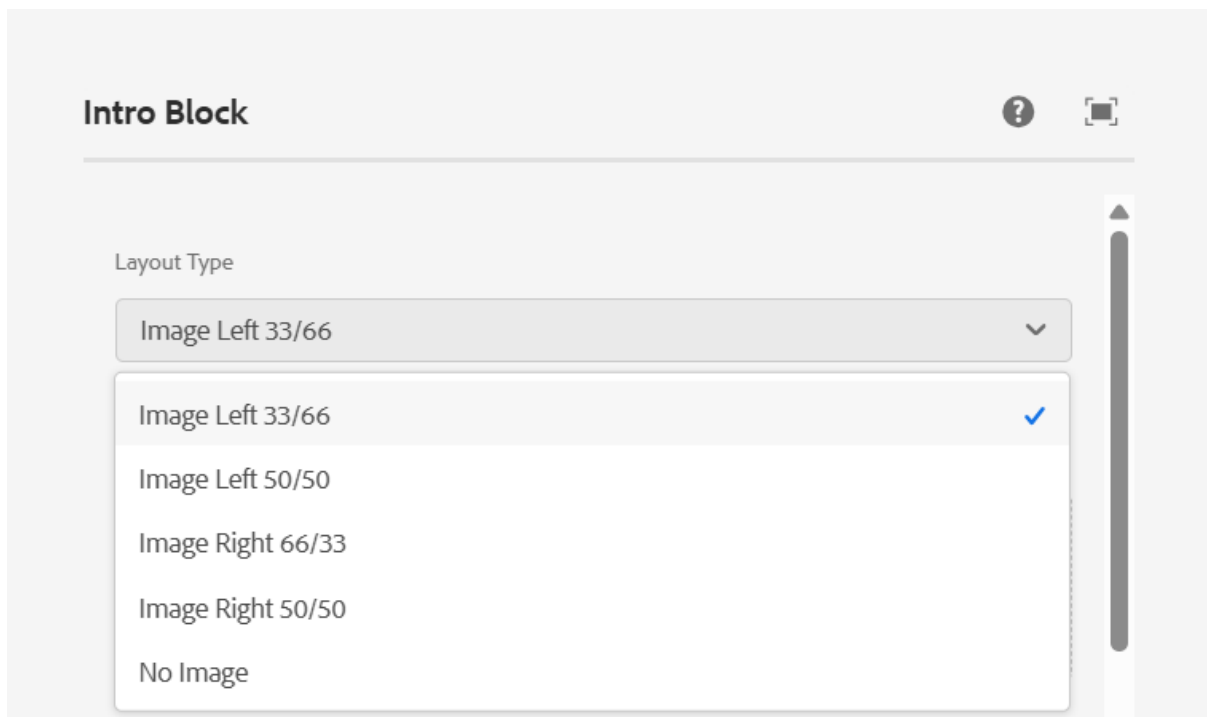 Intro Block
Layout Type
Image Left 33/66
Image Left 33/66
Image Left 50/50
Image Right 66/33
Image Right 50/50
No Image